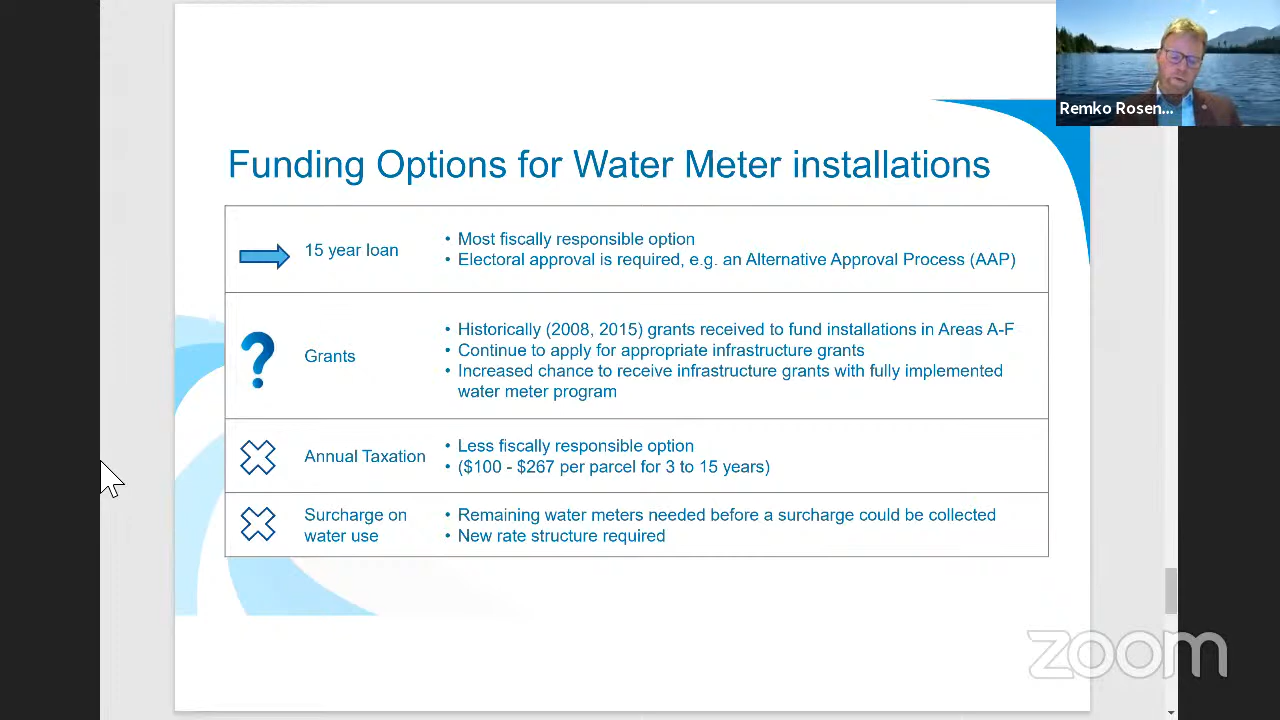 Remko Rosen...
Funding Options for Water Meter installations
15 year loan
• Most fiscally responsible option
• Electoral approval is required, e.g. an Alternative Approval Process (AAP)
Grants
• Historically (2008, 2015) grants received to fund installations in Areas A-F
• Continue to apply for appropriate infrastructure grants
• Increased chance to receive infrastructure grants with fully implemented
water meter program
Annual Taxation
• Less fiscally responsible option
• ($100 - $267 per parcel for 3 to 15 years)
Surcharge on
water use
• Remaining water meters needed before a surcharge could be collected
• New rate structure required
zoom